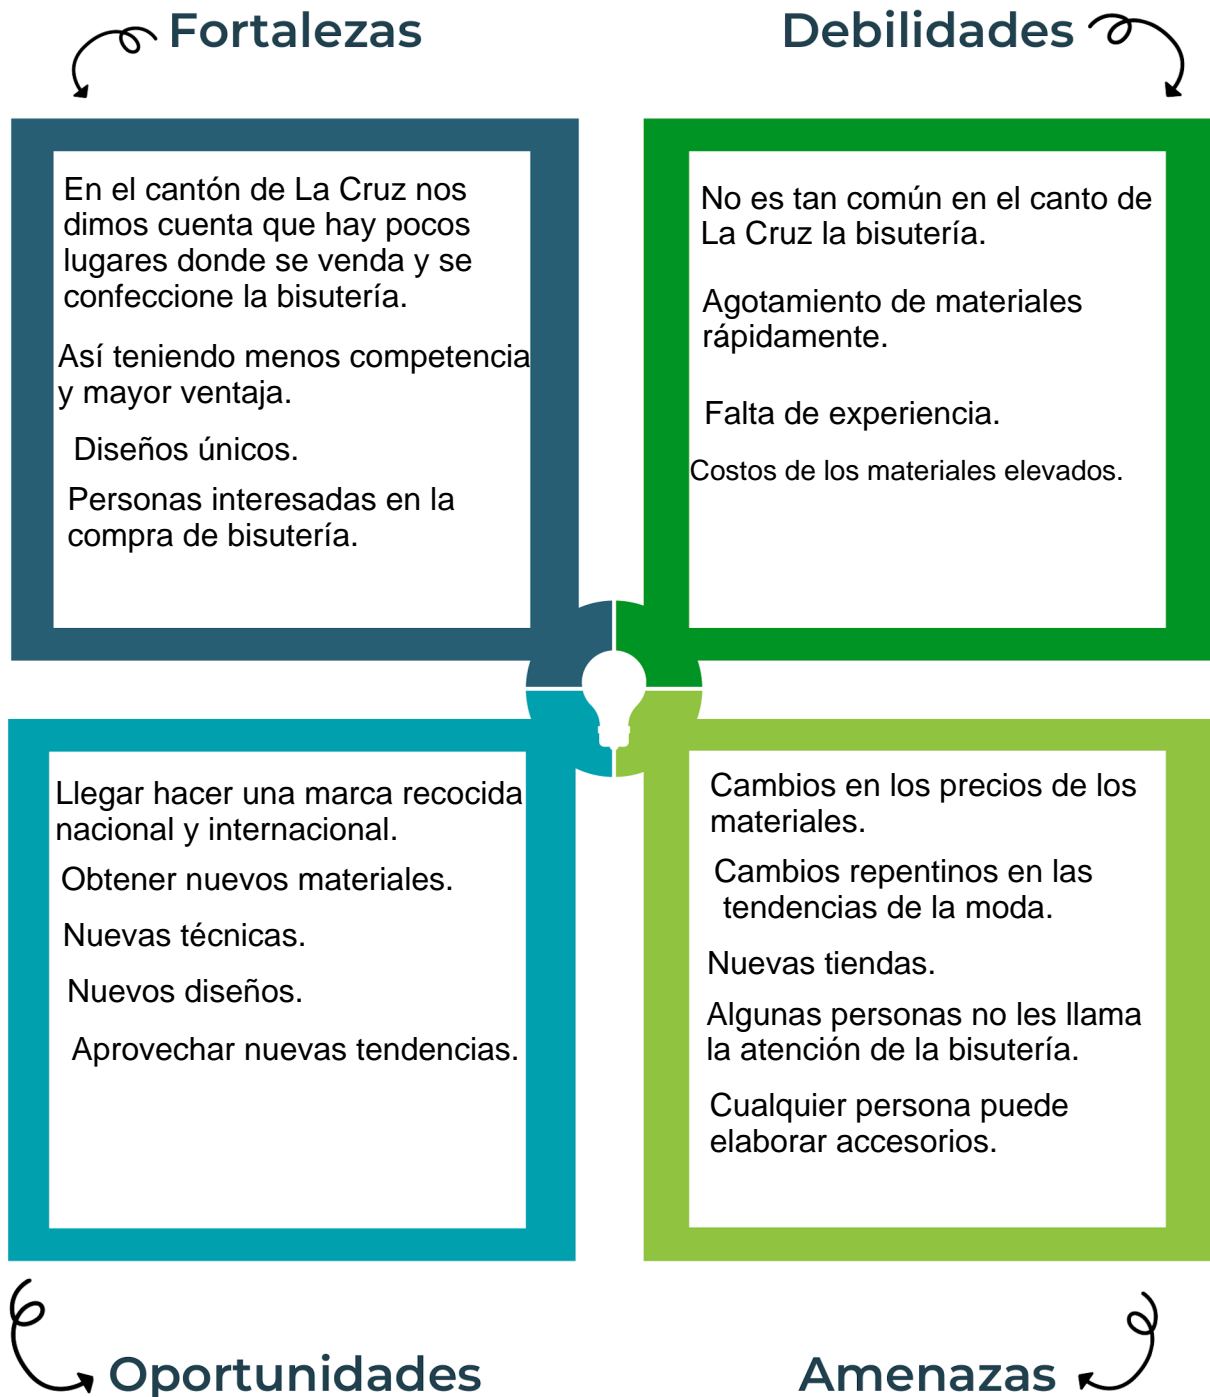 Fortalezas
En el cantón de La Cruz nos
dimos cuenta que hay pocos
lugares donde se venda y se
confeccione la bisutería.
Así teniendo menos competencia
y mayor ventaja.
Diseños únicos.
Personas interesadas en la
compra de bisutería.
Debilidades
No es tan común en el canto de
La Cruz la bisutería.
Agotamiento de materiales
rápidamente.
Falta de experiencia.
Costos de los materiales elevados.
Llegar hacer una marca recocida
nacional y internacional.
Obtener nuevos materiales.
Nuevas técnicas.
Nuevos diseños.
Aprovechar nuevas tendencias.
Oportunidades
Cambios en los precios de los
materiales.
Cambios repentinos en las
tendencias de la moda.
Nuevas tiendas.
Algunas personas no les llama
la atención de la bisutería.
Cualquier persona puede
elaborar accesorios.
Amenazas